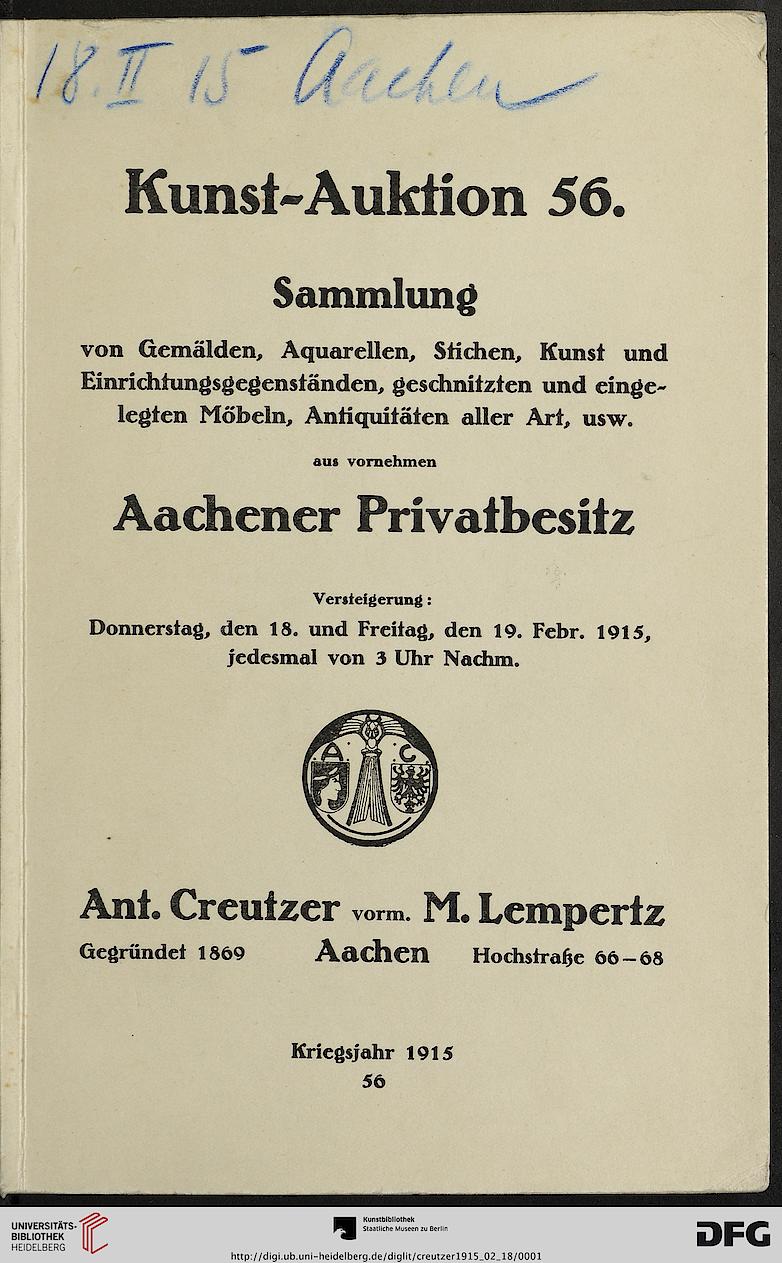 18. II 15 Aachen
Kunst-Auktion 56.
Sammlung
von Gemälden, Aquarellen, Stichen, Kunst und
Einrichtungsgegenständen, geschnitzten und einge-
legten Möbeln, Antiquitäten aller Art, usw.
aus vornehmen
Aachener Privatbesitz
Versteigerung:
Donnerstag, den 18. und Freitag, den 19. Febr. 1915,
jedesmal von 3 Uhr Nachm.
A C
Ant. Creutzer vorm. M. Lempertz
Gegründet 1869 Aachen Hochstraße 66-68
Kriegsjahr 1915
56
UNIVERSITÄTS-
BIBLIOTHEK
HEIDELBERG
Kunstbibliothek
Staatliche Museen zu Berlin
http://digi.ub.uni-heidelberg.de/diglit/creutzer1915_02_18/0001
DFG